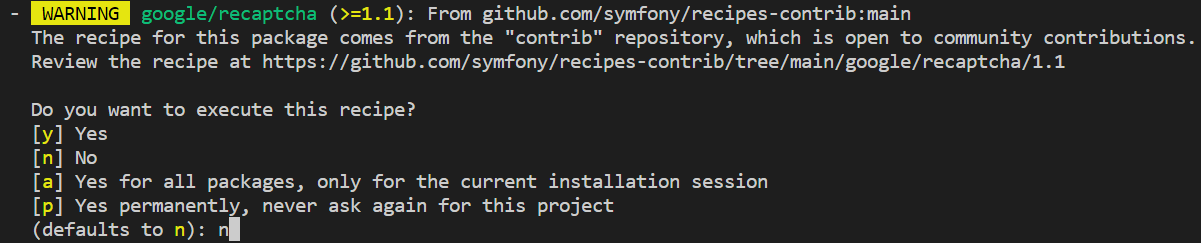 - WARNING google/recaptcha (>=1.1): From github.com/symfony/recipes-contrib:main
The recipe for this package comes from the "contrib" repository, which is open to community contributions.
Review the recipe at https://github.com/symfony/recipes-contrib/tree/main/google/recaptcha/1.1
Do you want to execute this recipe?
[y] Yes
[n] No
[a] Yes for all packages, only for the current installation session
[p] Yes permanently, never ask again for this project
(defaults to n): n